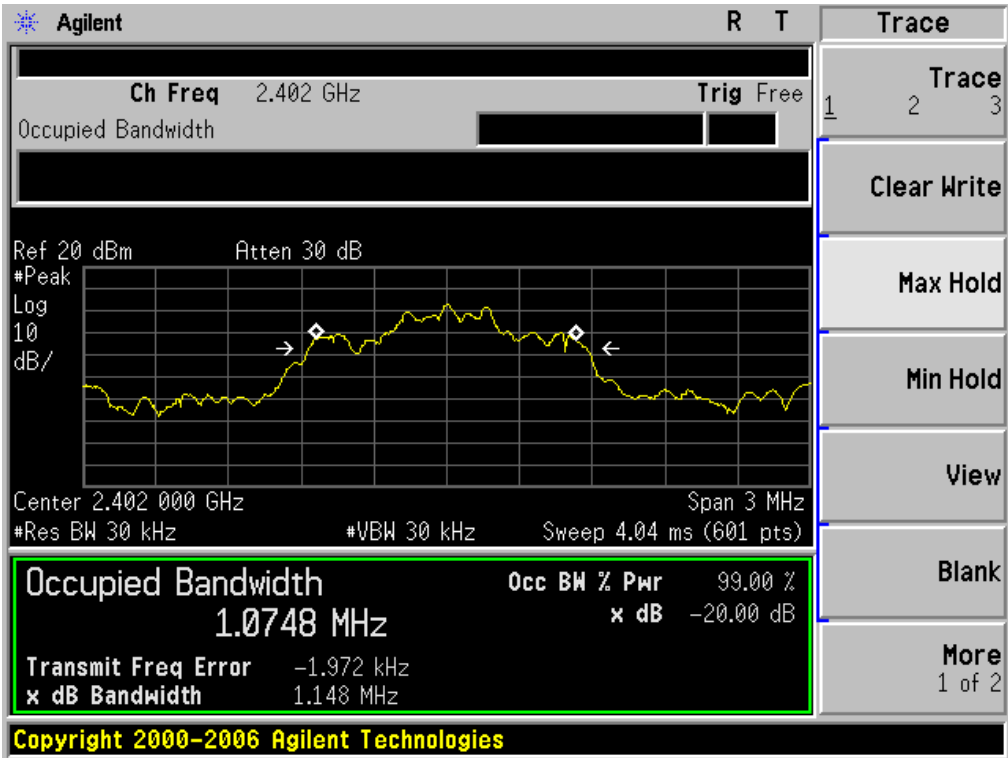 Agilent R T Trace
Ch Freq 2.402 GHz Trig Free
Occupied Bandwidth
Trace
1 2 3
Clear Write
Max Hold
Min Hold
View
Blank
More
1 of 2
Ref 20 dBm Atten 30 dB
#Peak
Log
10
dB/
Center 2.402 000 GHz Span 3 MHz
#Res BW 30 kHz #VBW 30 kHz Sweep 4.04 ms (601 pts)
Occupied Bandwidth Occ BW % Pwr 99.00 %
1.0748 MHz x dB -20.00 dB
Transmit Freq Error -1.972 kHz
x dB Bandwidth 1.148 MHz
Copyright 2000-2006 Agilent Technologies